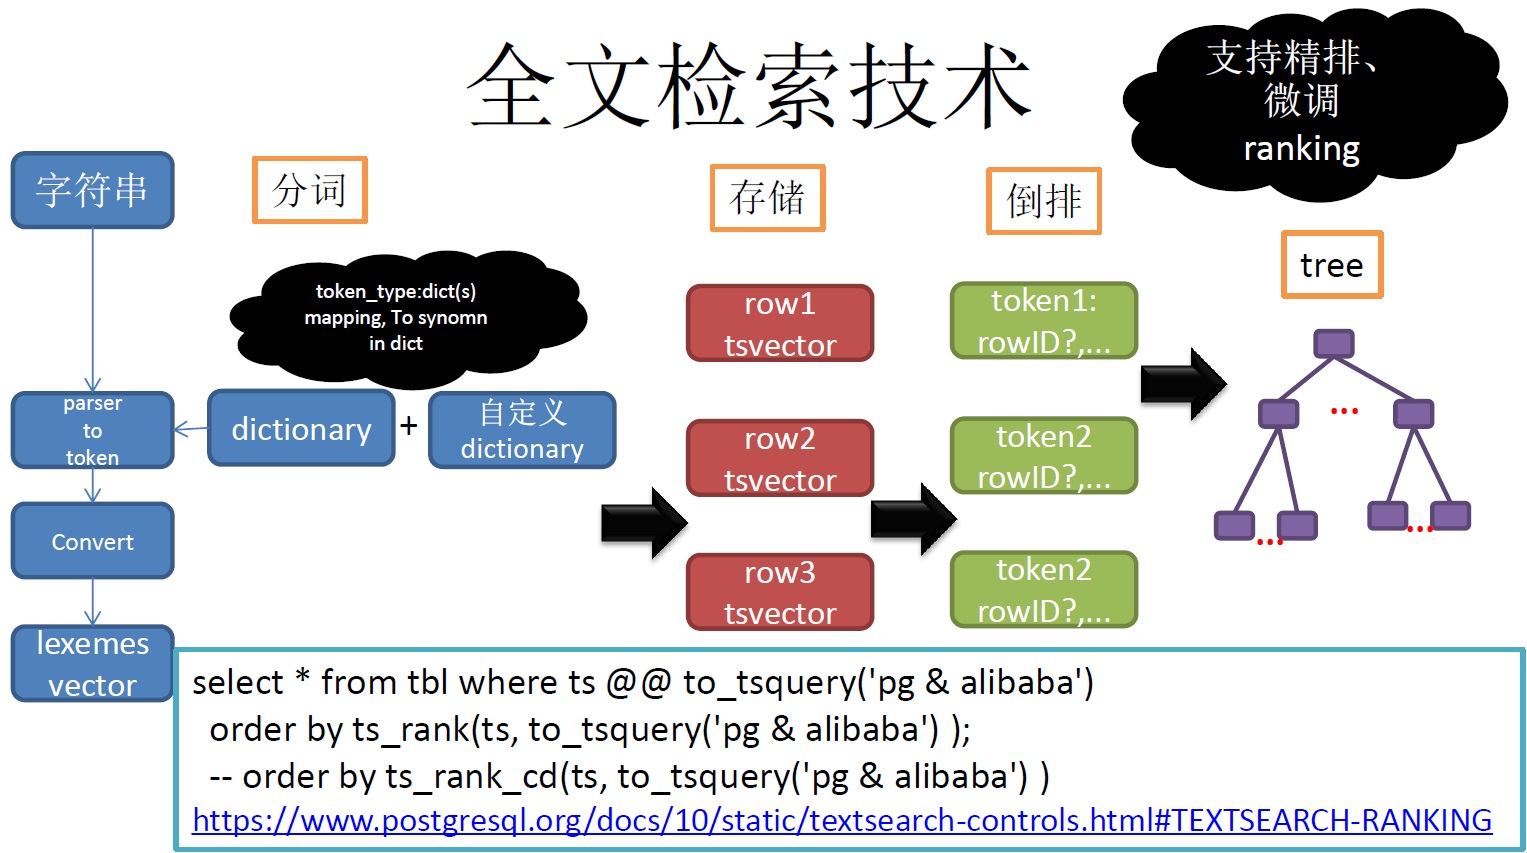 全文检索技术
支持精排、
微调
ranking
字符串
分词
存储
倒排
tree
token_type:dict(s)
mapping, To synomn
in dict
parser
to
token
dictionary
+
自定义
dictionary
Convert
lexemes
vector
row1
tsvector
row2
tsvector
row3
tsvector
token1:
rowID?,...
token2
rowID?,...
token2
rowID?,...
...
...
...
select * from tbl where ts @@ to_tsquery('pg & alibaba')
order by ts_rank(ts, to_tsquery('pg & alibaba') );
-- order by ts_rank_cd(ts, to_tsquery('pg & alibaba') )
https://www.postgresql.org/docs/10/static/textsearch-controls.html#TEXTSEARCH-RANKING